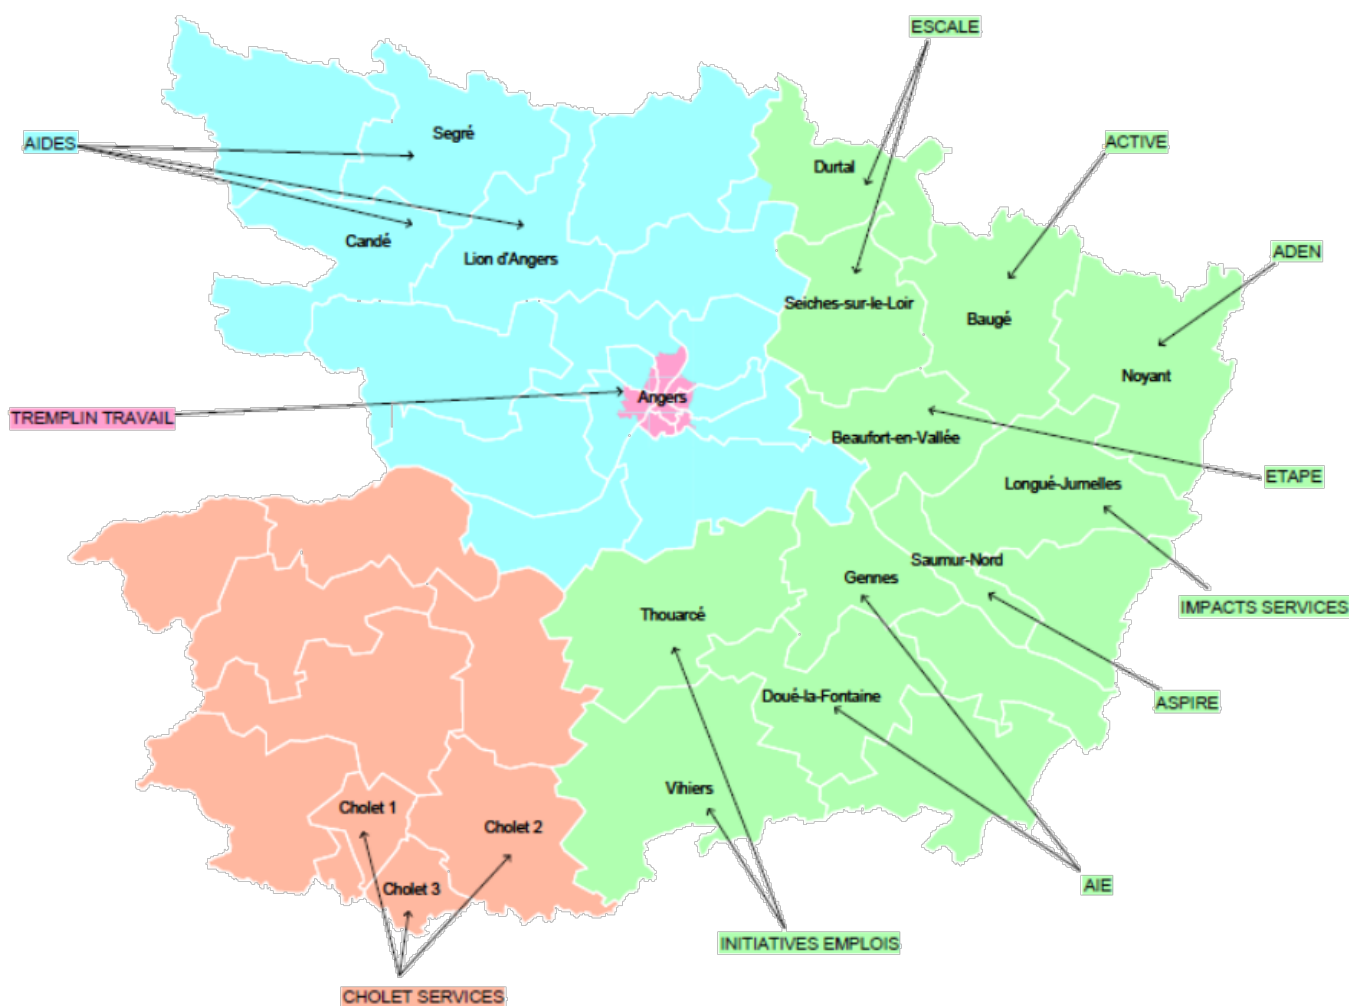 ESCALE
Segré
AIDES
ACTIVE
Durtal
Candé
Lion d'Angers
ADEN
Seiches-sur-le-Loir
Baugé
Noyant
Angers
TREMPLIN TRAVAIL
Beaufort-en-Vallée
ETAPE
Longué-Jumelles
Saumur-Nord
Gennes
IMPACTS SERVICES
Thouarcé
Doué-la-Fontaine
ASPIRE
Vihiers
Cholet 1
Cholet 2
Cholet 3
AIE
INITIATIVES EMPLOIS
CHOLET SERVICES